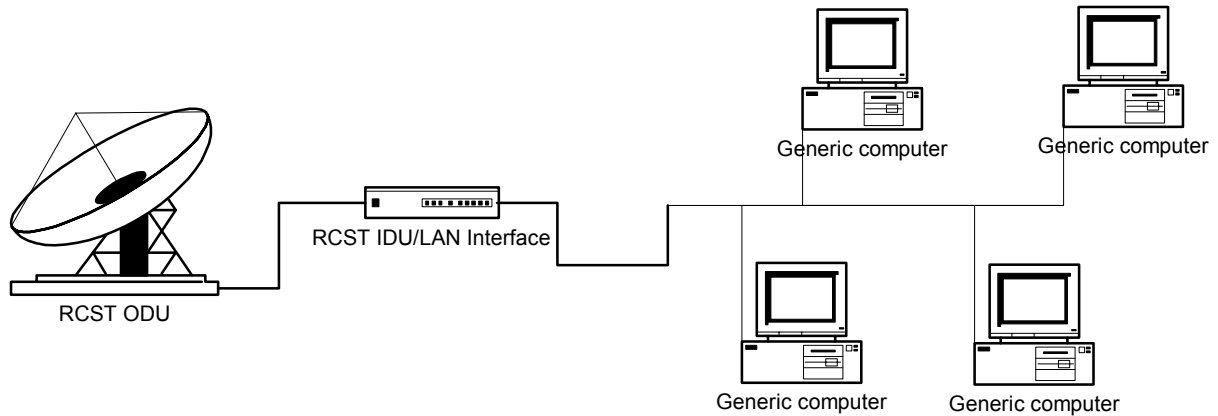 Generic computer
Generic computer
RCST IDU/LAN Interface
RCST ODU
Generic computer
Generic computer